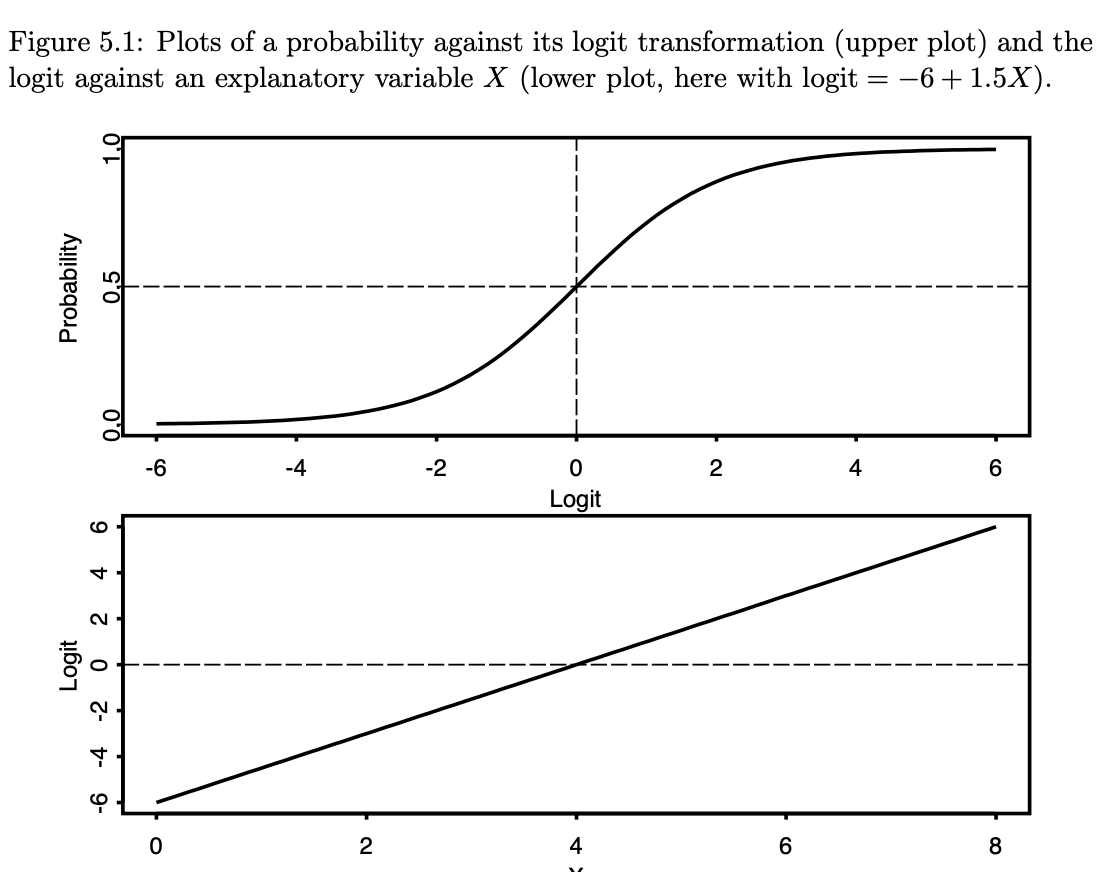 Figure 5.1: Plots of a probability against its logit transformation (upper plot) and the
logit against an explanatory variable X (lower plot, here with logit = −6 + 1.5X).
Probability
1.0
0.5
0.0
-6 -4 -2 0 2 4 6
Logit
Logit
6
4
2
0
-2
-4
-6
0 2 4 6 8